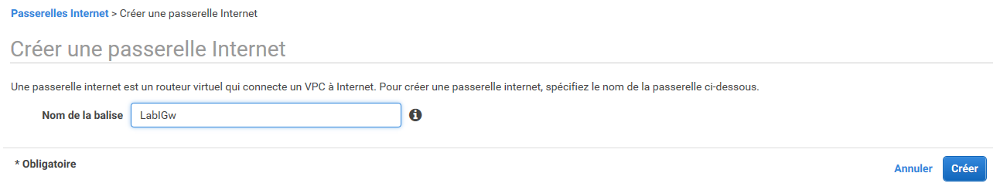 Passerelles Internet > Créer une passerelle Internet
Créer une passerelle Internet
Une passerelle internet est un routeur virtuel qui connecte un VPC à Internet. Pour créer une passerelle internet, spécifiez le nom de la passerelle ci-dessous.
Nom de la balise LabIGw
* Obligatoire
Annuler Créer